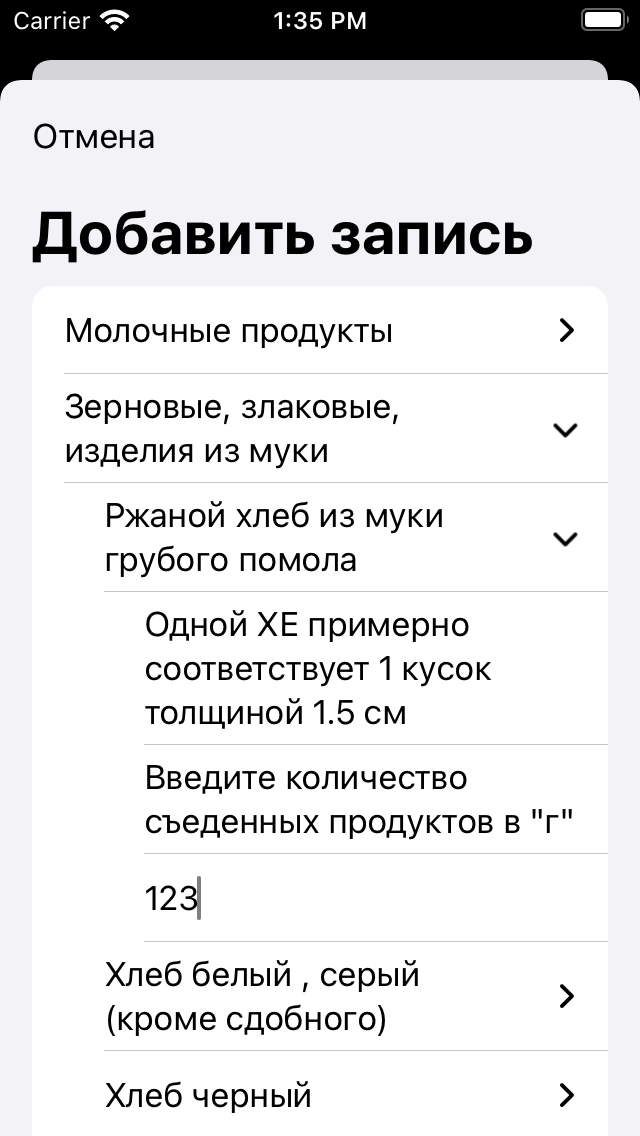 Carrier 1:35 PM
Отмена
Добавить запись
Молочные продукты
Зерновые, злаковые,
изделия из муки
Ржаной хлеб из муки
грубого помола
Одной ХЕ примерно
соответствует 1 кусок
толщиной 1.5 см
Введите количество
съеденных продуктов в "г"
123
Хлеб белый , серый
(кроме сдобного)
Хлеб черный